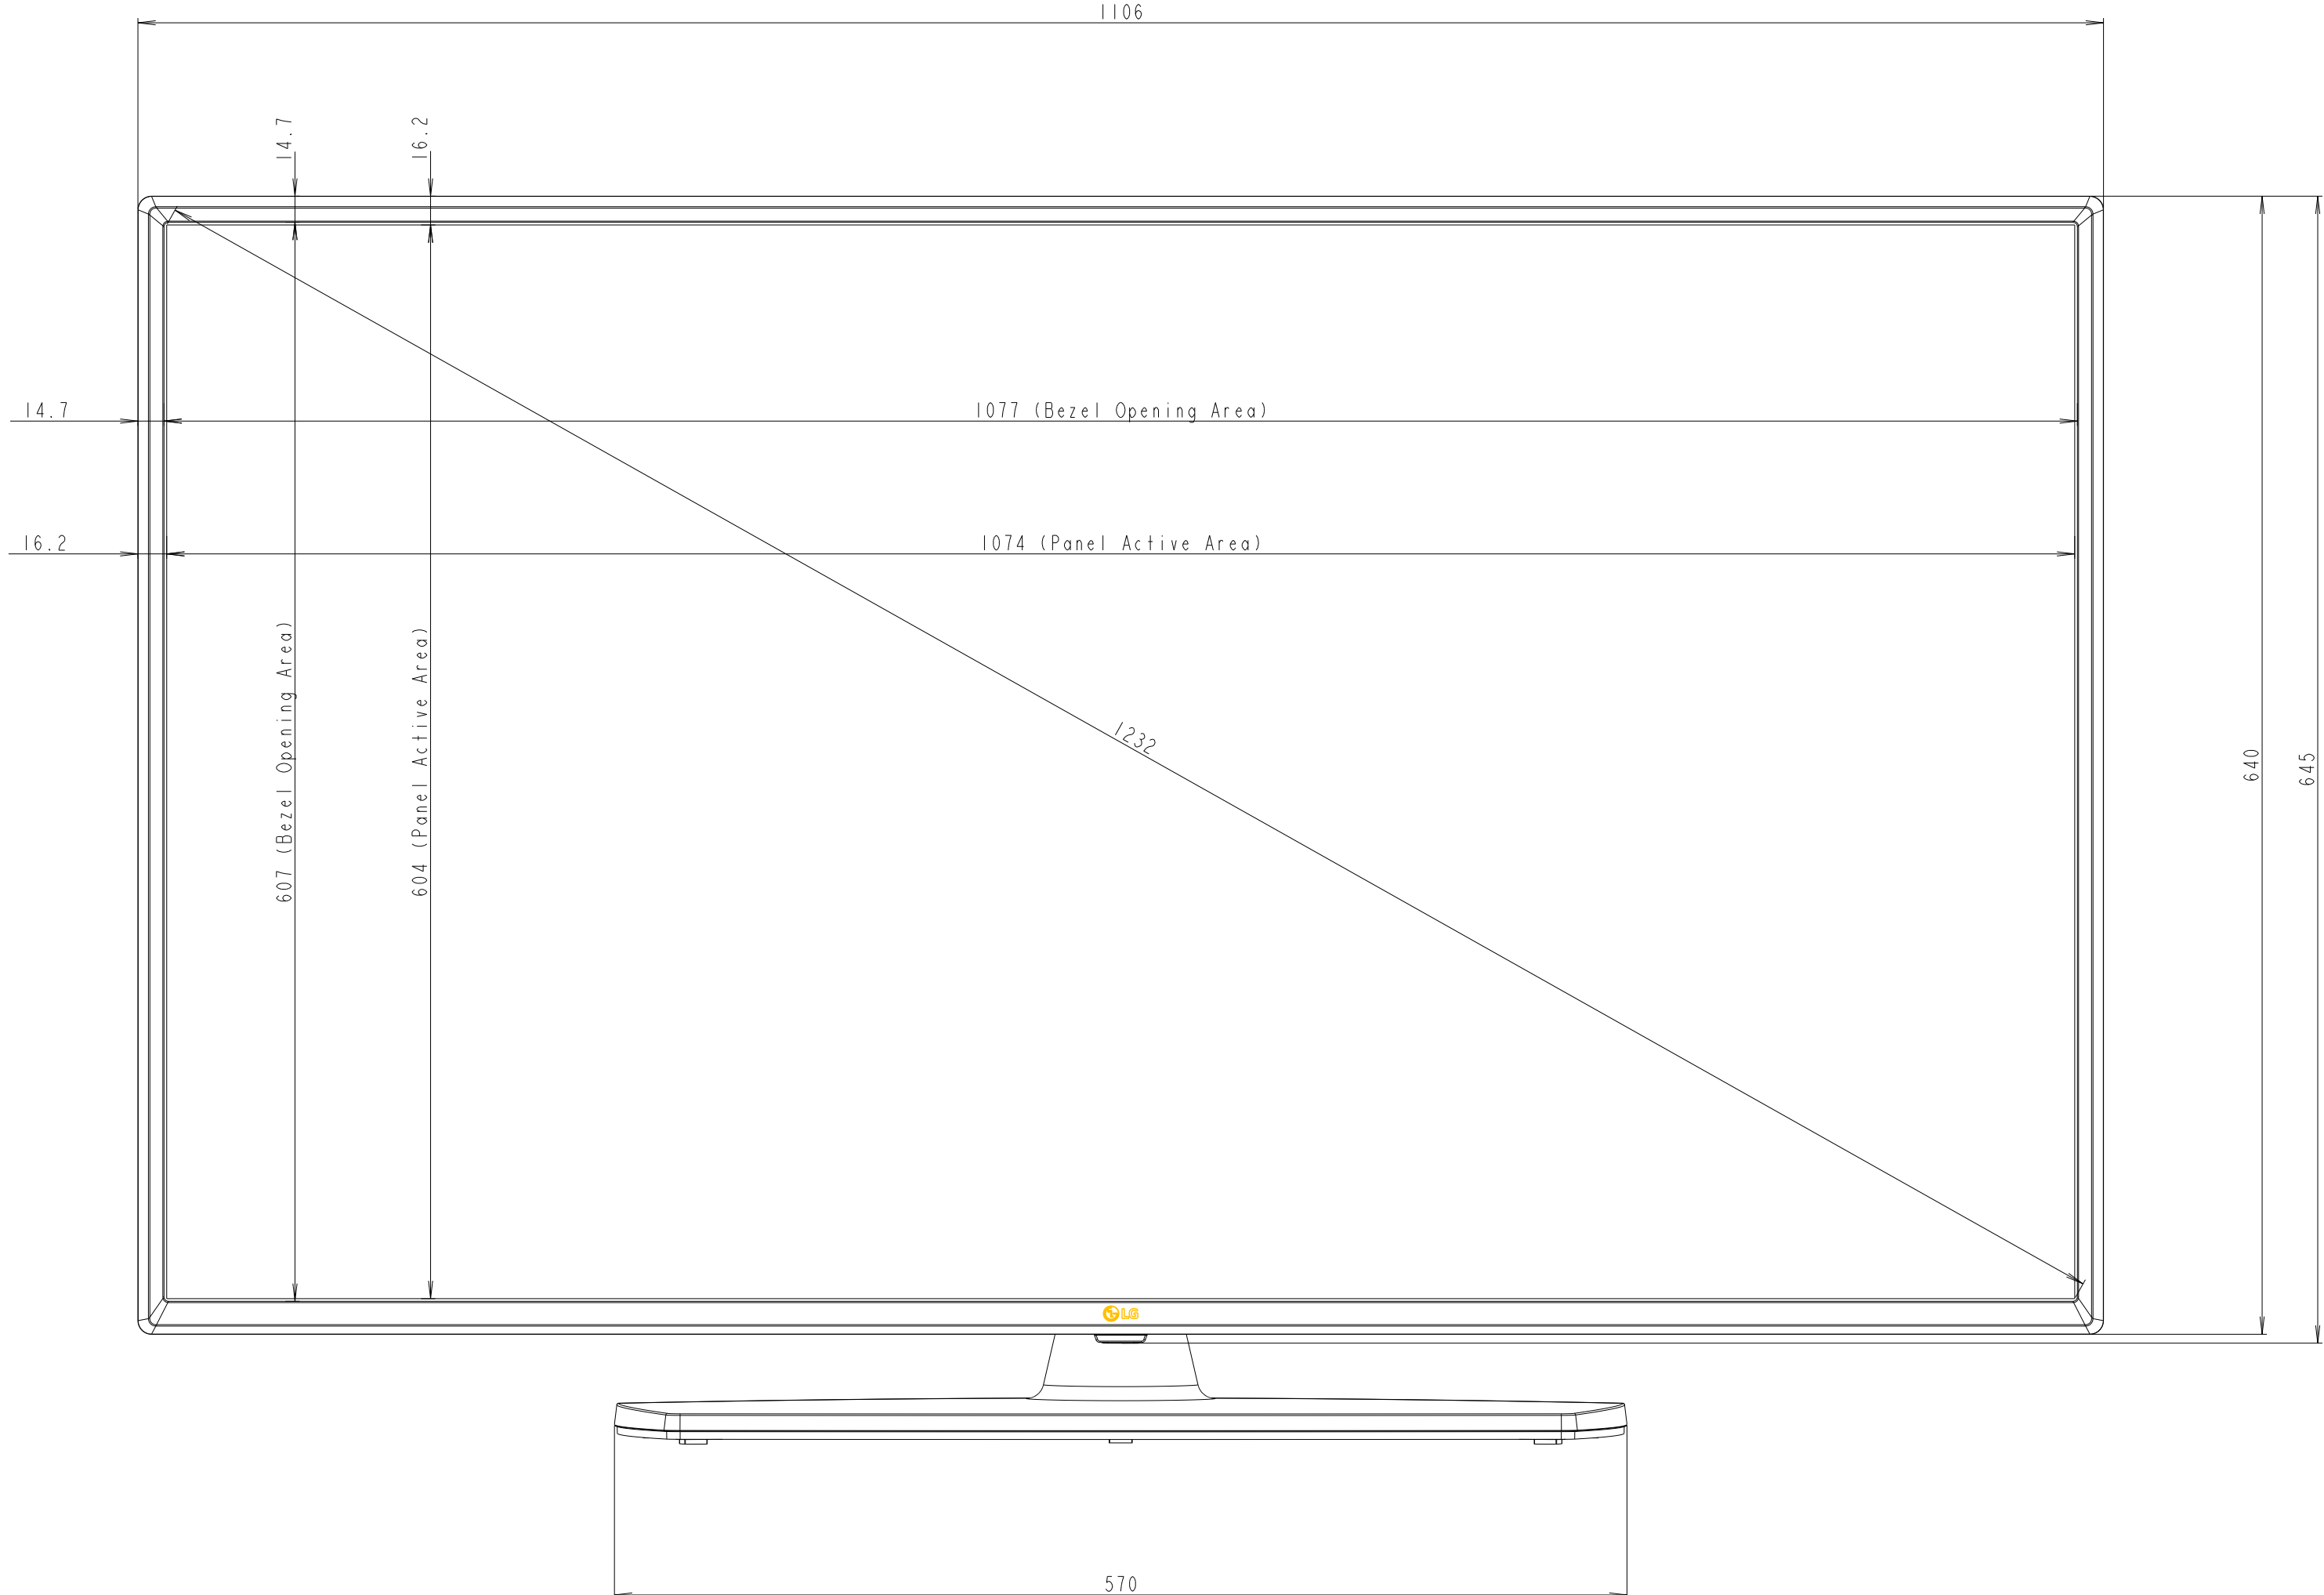 1106
14.7
16.2
14.7
1077 (Bezel Opening Area)
16.2
1074 (Panel Active Area)
607 (Bezel Opening Area)
604 (Panel Active Area)
1232
640
645
LG
570